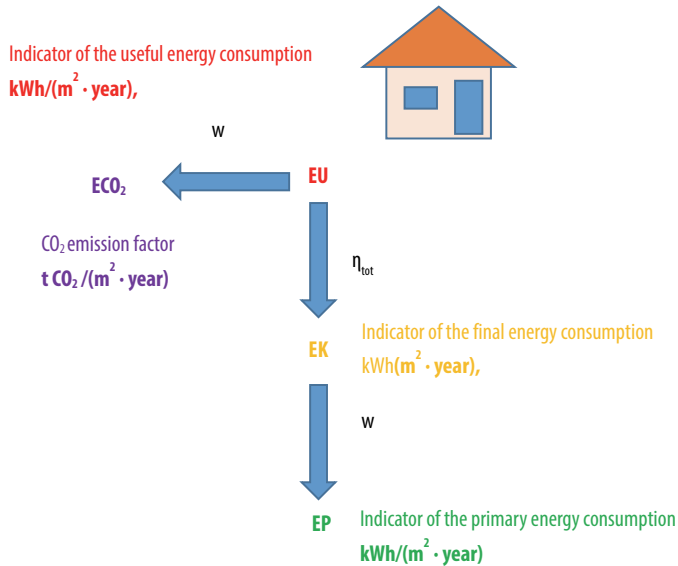 Indicator of the useful energy consumption
kWh/(m² · year),
w
ECO₂
EU
CO₂ emission factor
t CO₂ /(m² · year)
η_tot
EK
Indicator of the final energy consumption
kWh(m² · year),
w
EP
Indicator of the primary energy consumption
kWh/(m² · year)